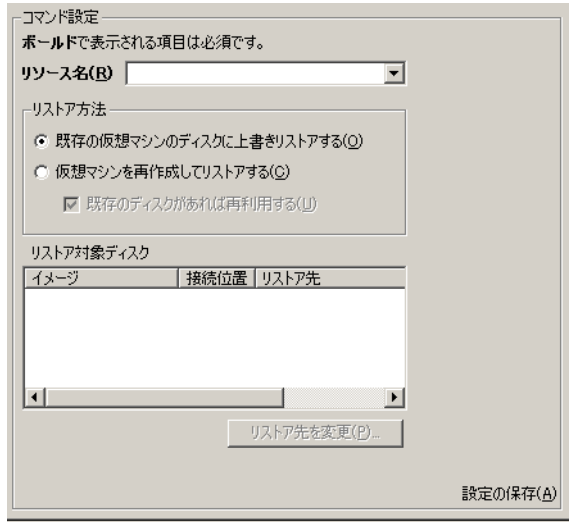 コマンド設定
ボールドで表示される項目は必須です。
リソース名(R)
リストア方法
既存の仮想マシンのディスクに上書きリストアする(O)
仮想マシンを再作成してリストアする(C)
既存のディスクがあれば再利用する(U)
リストア対象ディスク
イメージ 接続位置 リストア先
リストア先を変更(P)...
設定の保存(A)